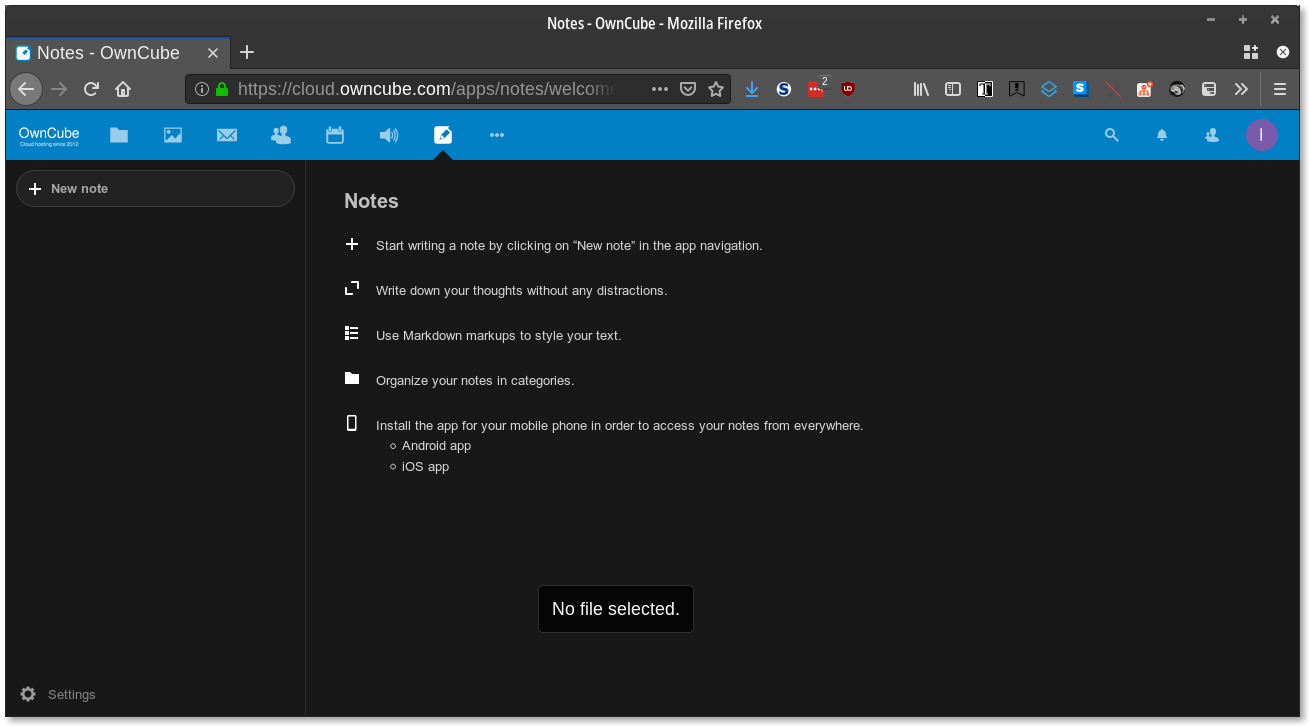 Notes - OwnCube - Mozilla Firefox
Notes - OwnCube
https://cloud.owncube.com/apps/notes/welcome
2
OwnCube
Cloud hosting since 2012
I
New note
Notes
Start writing a note by clicking on “New note” in the app navigation.
Write down your thoughts without any distractions.
Use Markdown markups to style your text.
Organize your notes in categories.
Install the app for your mobile phone in order to access your notes from everywhere.
Android app
iOS app
No file selected.
Settings